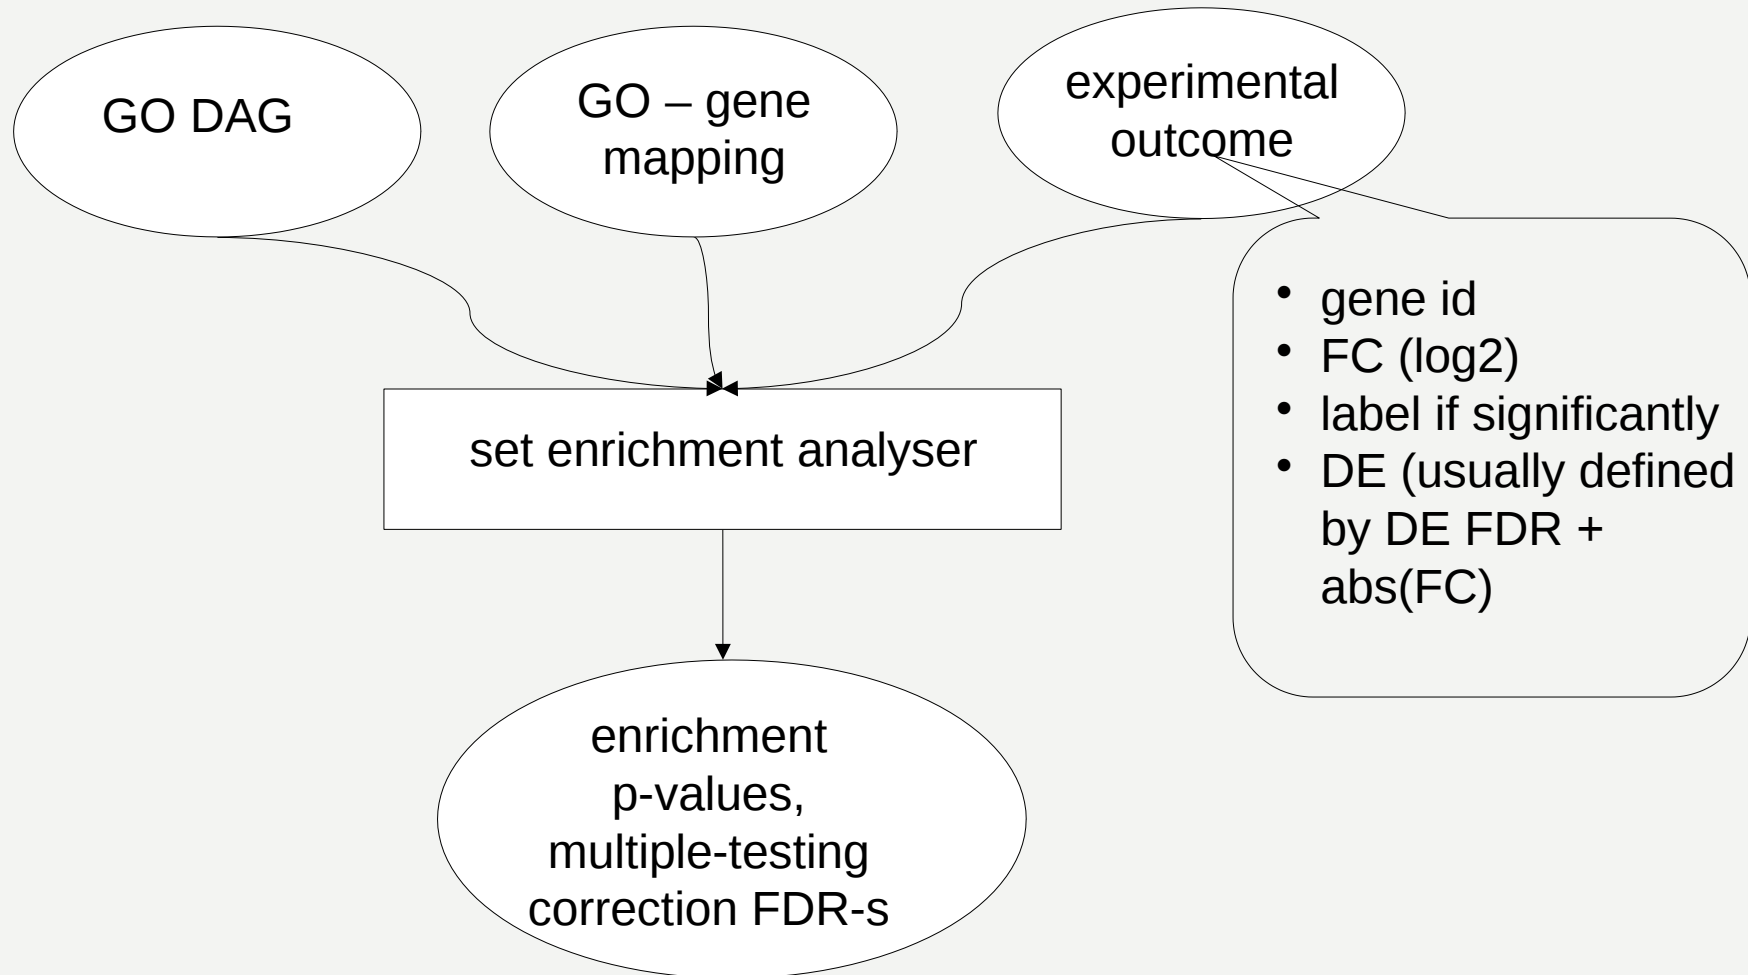 GO DAG
GO – gene
mapping
experimental
outcome
• gene id
• FC (log2)
• label if significantly
• DE (usually defined
by DE FDR +
abs(FC)
set enrichment analyser
enrichment
p-values,
multiple-testing
correction FDR-s